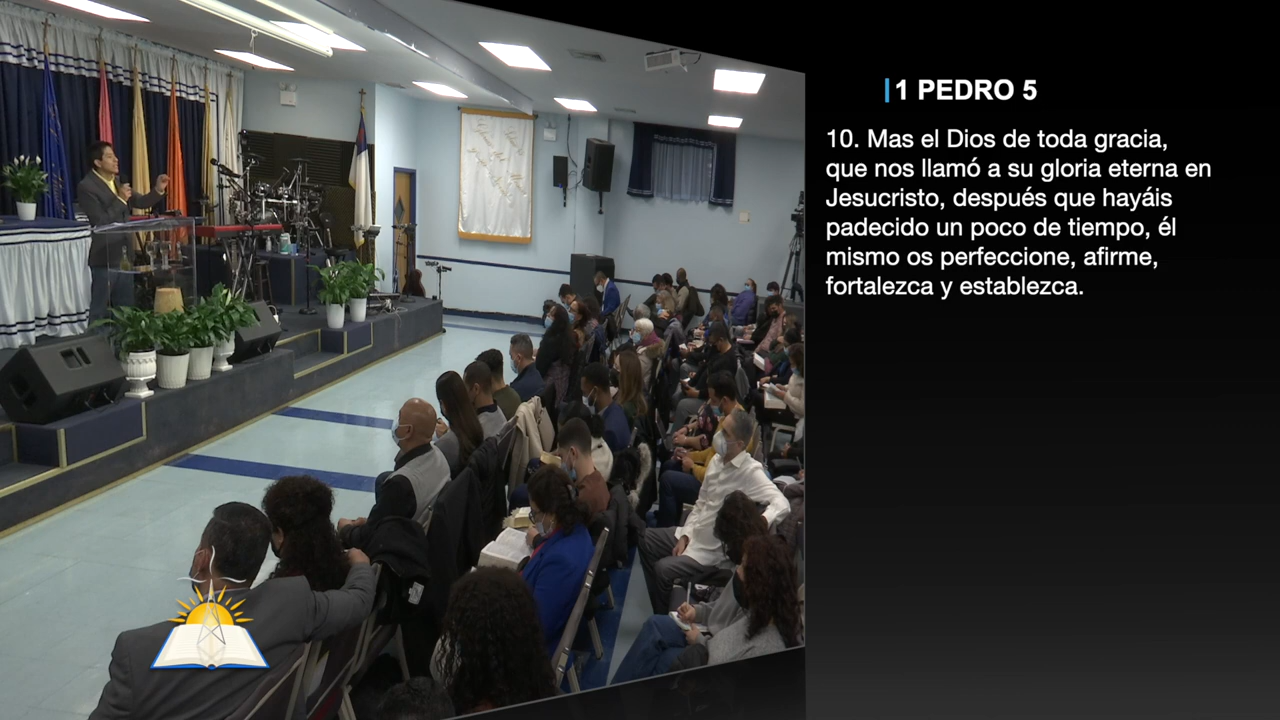 1 PEDRO 5
10. Mas el Dios de toda gracia,
que nos llamó a su gloria eterna en
Jesucristo, después que hayáis
padecido un poco de tiempo, él
mismo os perfeccione, afirme,
fortalezca y establezca.